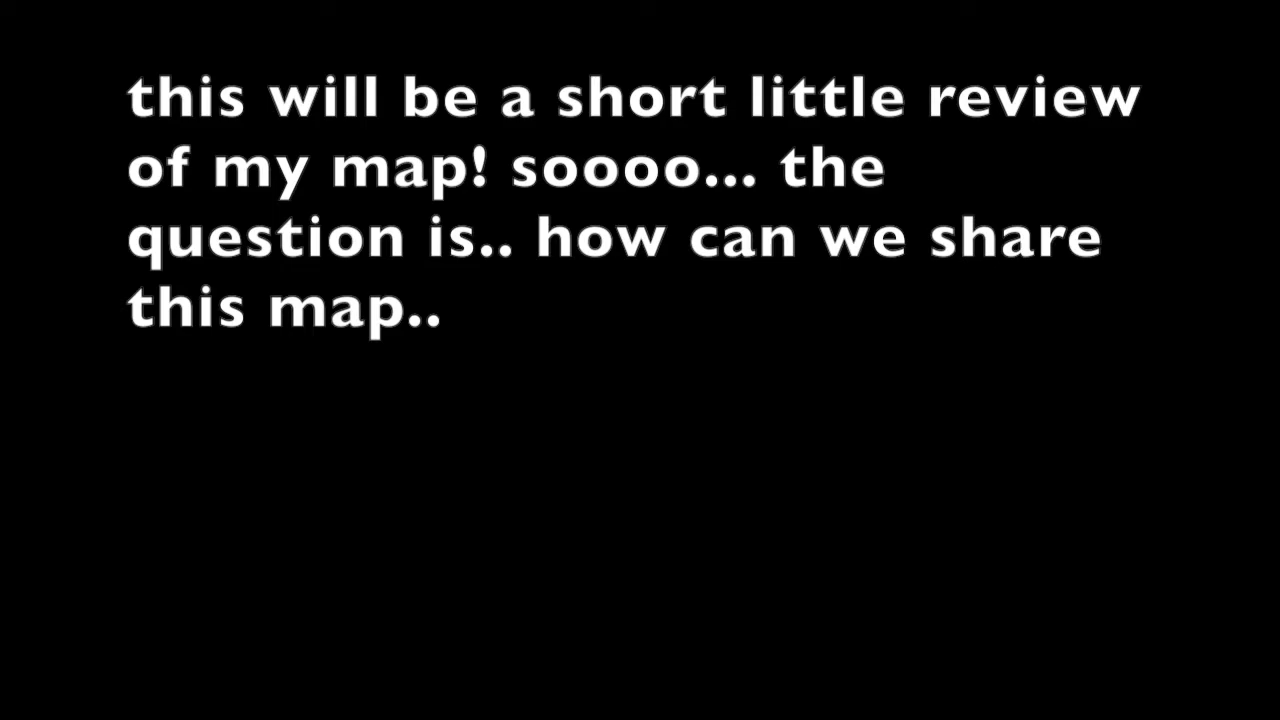 this will be a short little review
of my map! soooo... the
question is.. how can we share
this map..